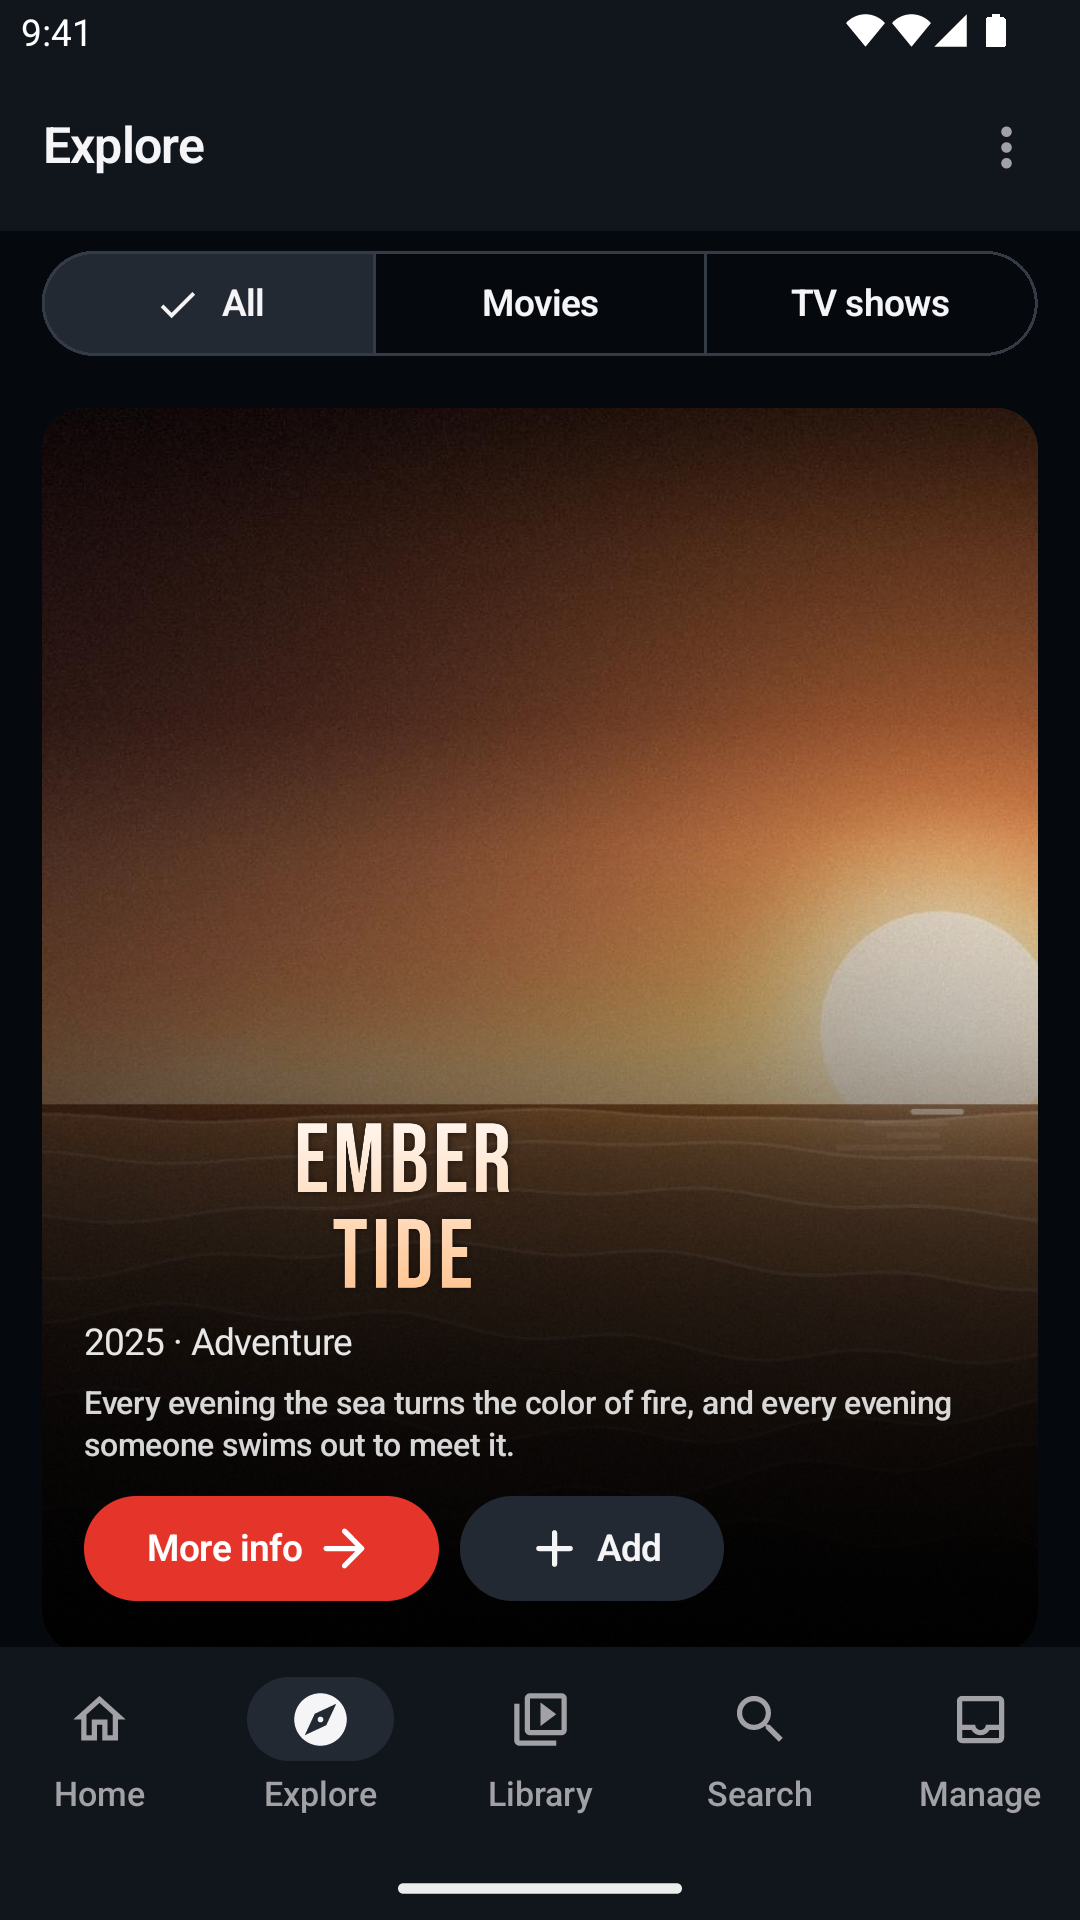 9:41
Explore
All
Movies
TV shows
EMBER
TIDE
2025 · Adventure
Every evening the sea turns the color of fire, and every evening
someone swims out to meet it.
More info
Add
Home
Explore
Library
Search
Manage